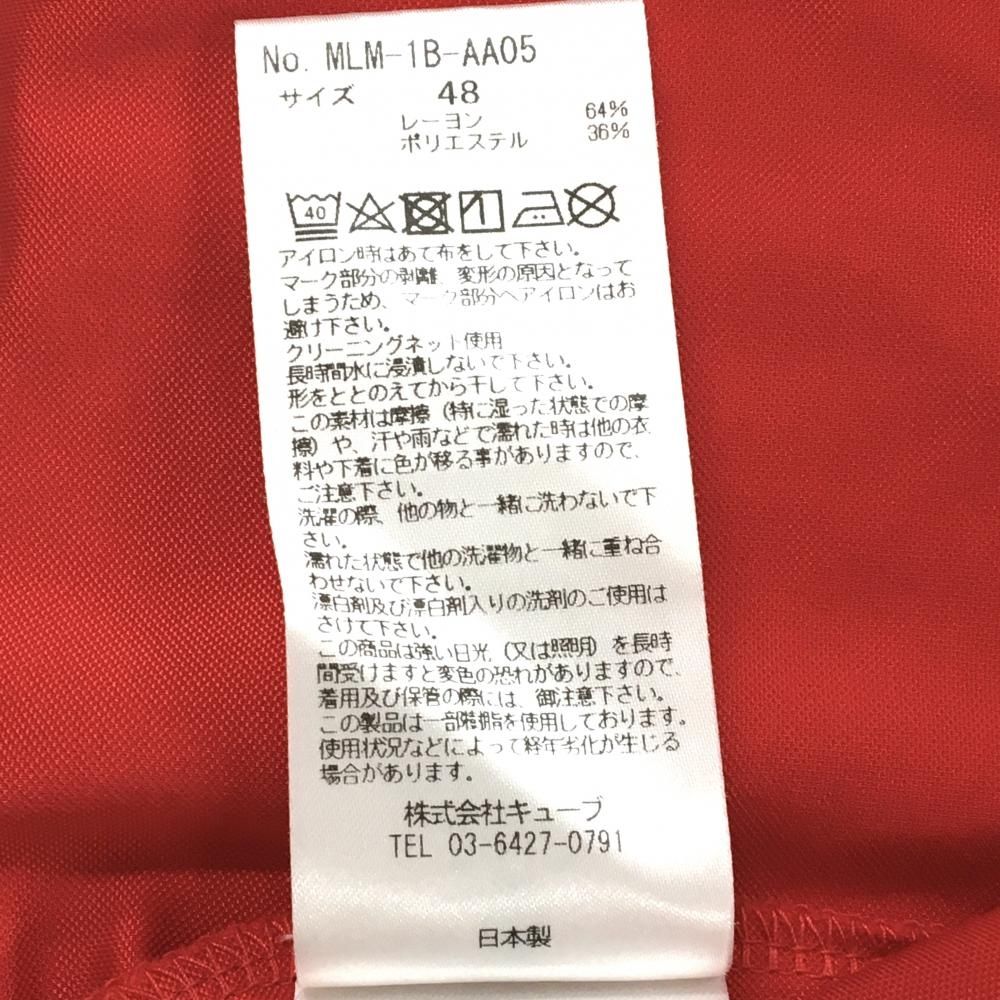 No. MLM-1B-AA05
サイズ 48
レーヨン 64%
ポリエステル 36%
40
アイロン時はあて布をして下さい。
マーク部分の剥離、変形の原因となって
しまうため、マーク部分へアイロンはお
避け下さい。
クリーニングネット使用
長時間水に浸漬しないで下さい。
形をととのえてから干して下さい。
この素材は摩擦（特に湿った状態での摩
擦）や、汗や雨などで濡れた時は他の衣
料や下着に色が移る事がありますので、
ご注意下さい。
洗濯の際、他の物と一緒に洗わないで下
さい。
濡れた状態で他の洗濯物と一緒に重ね合
わせないで下さい。
漂白剤及び漂白剤入りの洗剤のご使用は
さけて下さい。
この商品は強い日光（又は照明）を長時
間受けますと変色の恐れがありますので、
着用及び保管の際には、御注意下さい。
この製品は一部樹脂を使用しております。
使用状況などによって経年劣化が生じる
場合があります。
株式会社キューブ
TEL 03-6427-0791
日本製